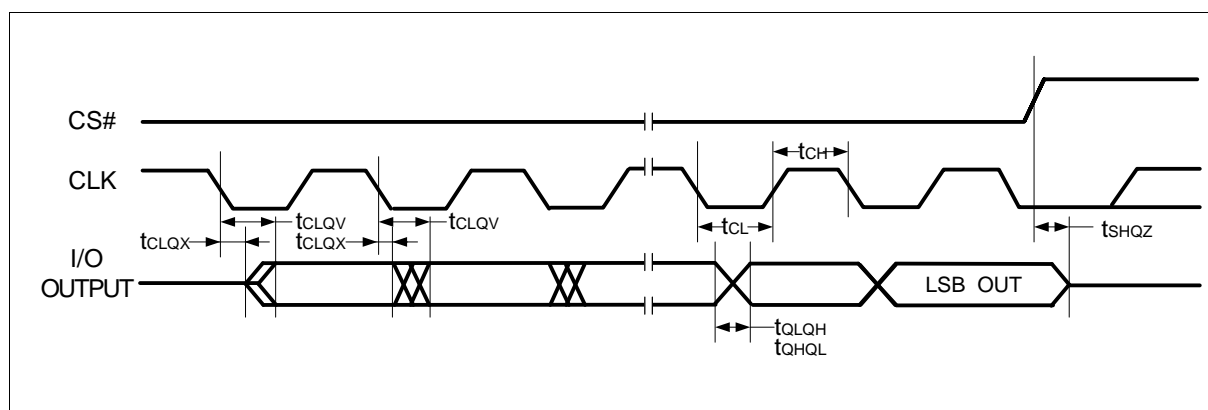 CS#
tCH
CLK
tCLQV
tCLQV
tCL
tCLQX
tCLQX
tSHQZ
I/O
OUTPUT
LSB OUT
tQLQH
tQHQL